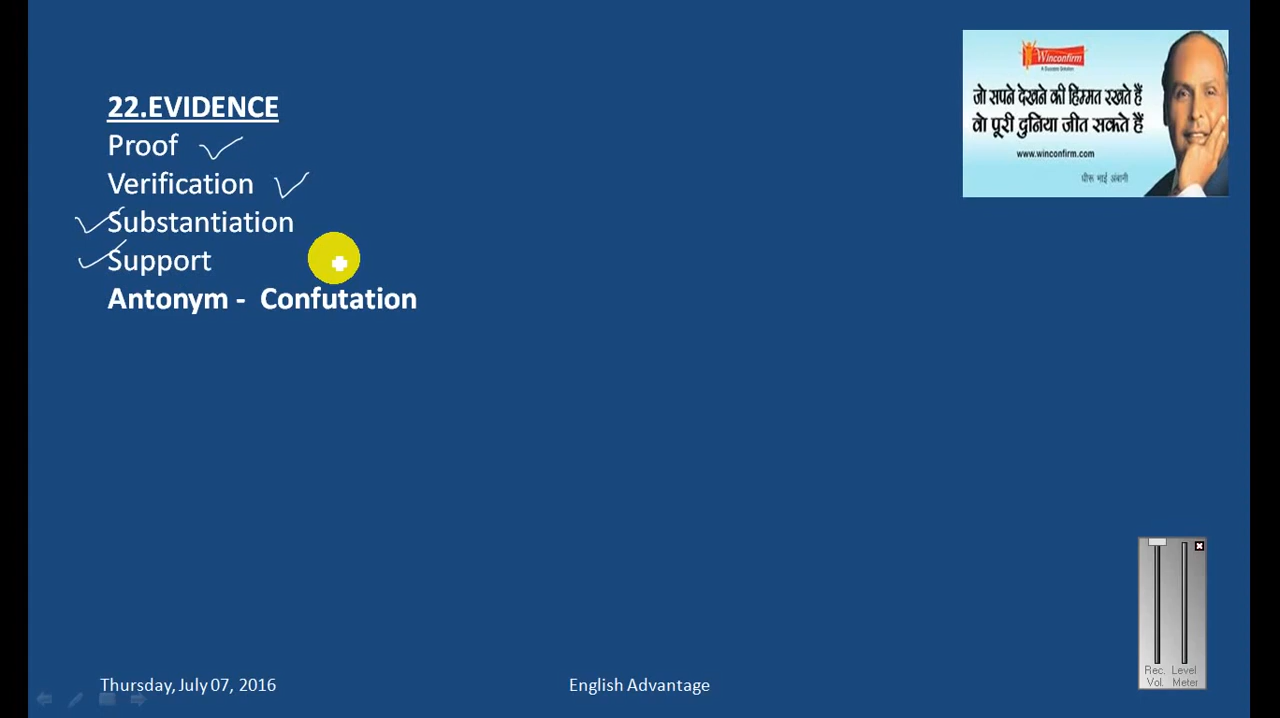 22.EVIDENCE
Proof
Verification
Substantiation
Support
Antonym - Confutation
Winconfirm
जो सपने देखने की हिम्मत रखते हैं
वो पूरी दुनिया जीत सकते हैं
www.winconfirm.com
धीरू भाई अंबानी
Rec. Level
Vol. Meter
Thursday, July 07, 2016
English Advantage